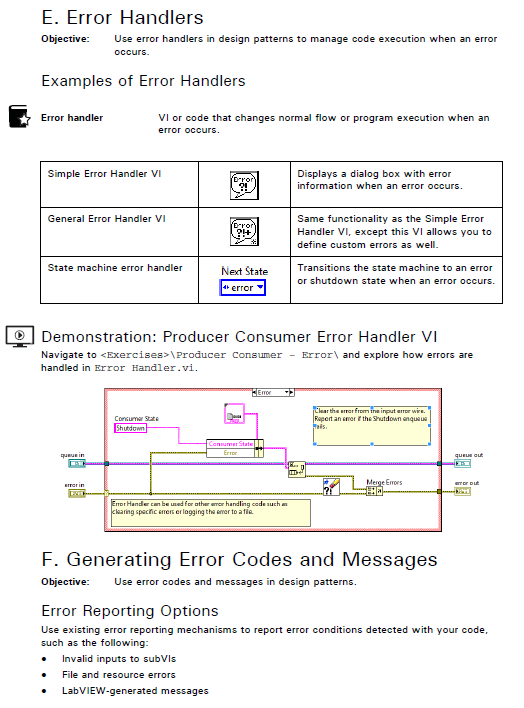 E. Error Handlers
Objective: Use error handlers in design patterns to manage code execution when an error
occurs.
Examples of Error Handlers
Error handler VI or code that changes normal flow or program execution when an
error occurs.
Simple Error Handler VI
Error
?!
Displays a dialog box with error
information when an error occurs.
General Error Handler VI
Error
?!+
Same functionality as the Simple Error
Handler VI, except this VI allows you to
define custom errors as well.
State machine error handler
Next State
error
Transitions the state machine to an error
or shutdown state when an error occurs.
Demonstration: Producer Consumer Error Handler VI
Navigate to <Exercises>\Producer Consumer - Error\ and explore how errors are
handled in Error Handler.vi.
Error
Clear the error from the input error wire.
Report an error if the Shutdown enqueue
fails.
Consumer State
Shutdown
Consumer State
Error
queue in
queue out
error in
Merge Errors
error out
Error Handler can be used for other error handling code such as
clearing specific errors or logging the error to a file.
F. Generating Error Codes and Messages
Objective: Use error codes and messages in design patterns.
Error Reporting Options
Use existing error reporting mechanisms to report error conditions detected with your code,
such as the following:
• Invalid inputs to subVIs
• File and resource errors
• LabVIEW-generated messages